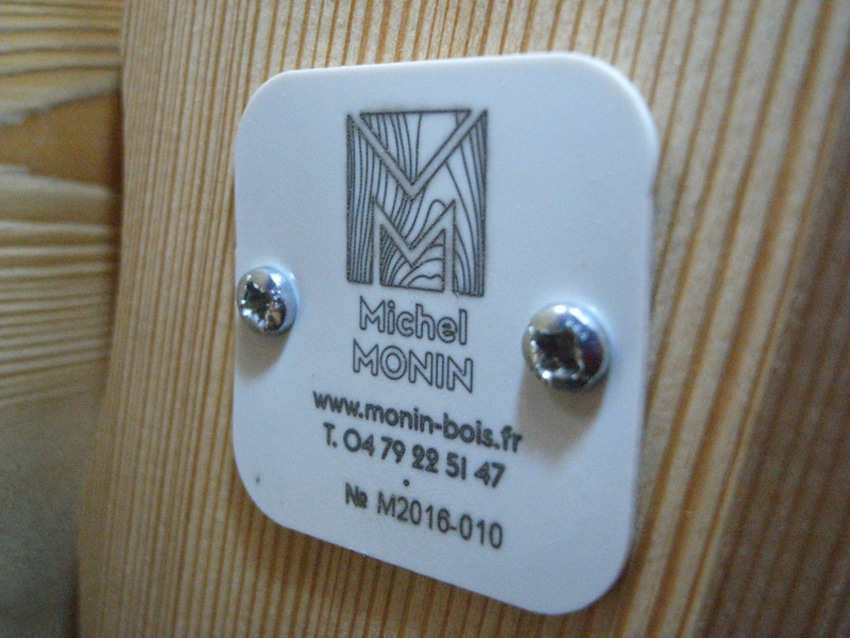 Michel
MONIN
www.monin-bois.fr
T. 04 79 22 51 47
№ M2016-010